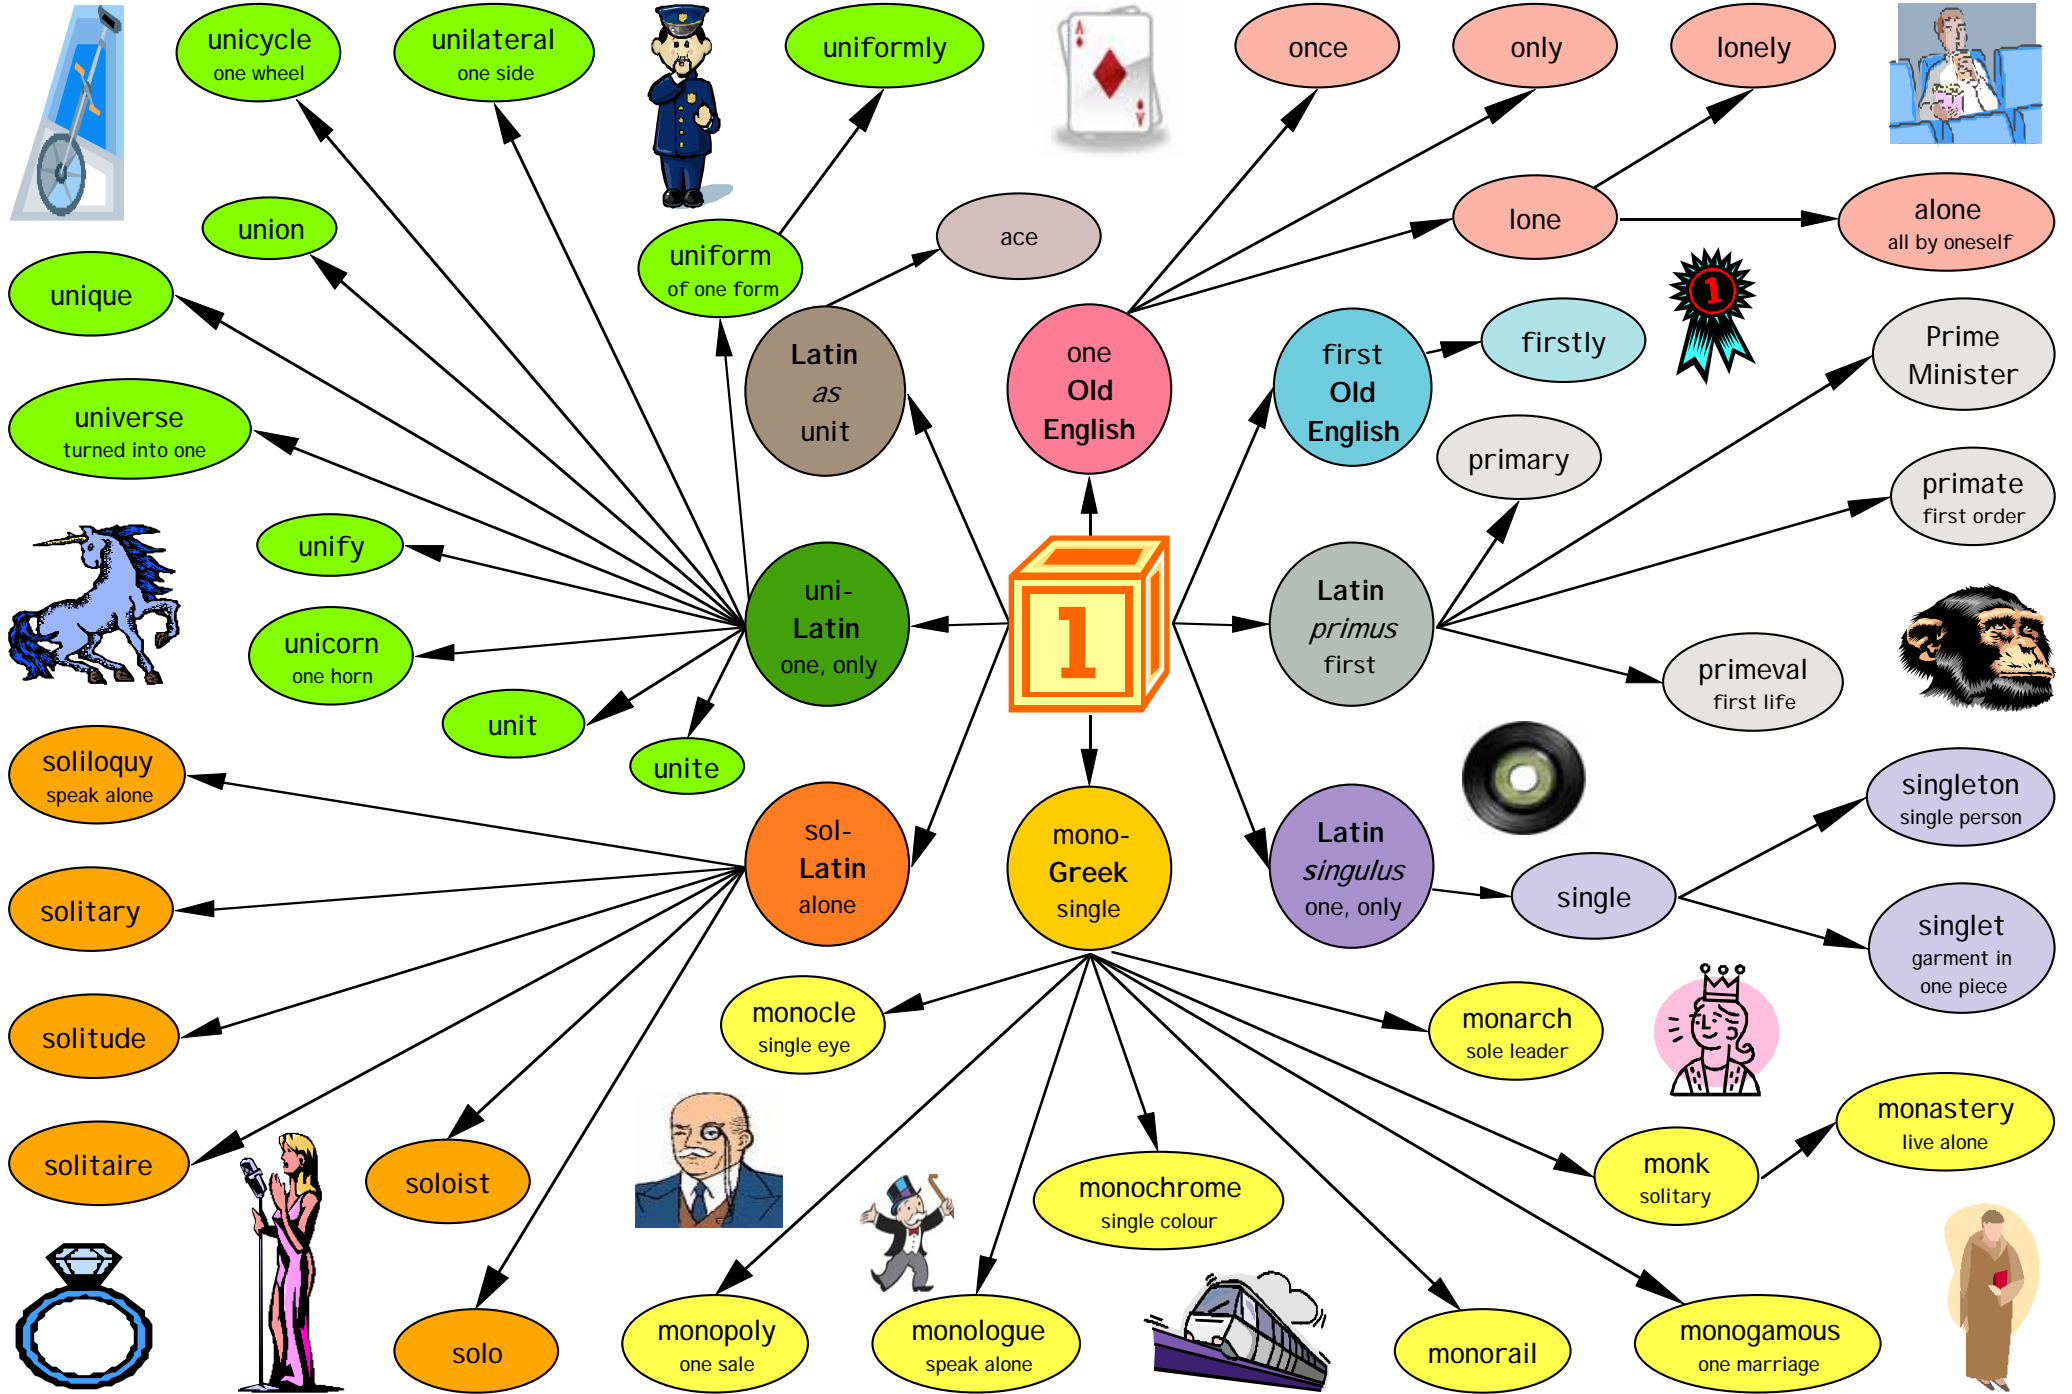 unicycle
one wheel
unilateral
one side
uniformly
A
A
once
only
lonely
union
uniform
of one form
ace
lone
alone
all by oneself
unique
Latin
as
unit
one
Old
English
first
Old
English
firstly
1
Prime
Minister
universe
turned into one
primary
primate
first order
unify
uni-
Latin
one, only
1
Latin
primus
first
unicorn
one horn
primeval
first life
unit
unite
soliloquy
speak alone
sol-
Latin
alone
mono-
Greek
single
Latin
singulus
one, only
single
singleton
single person
singlet
garment in
one piece
solitary
solitude
monocle
single eye
monarch
sole leader
solitaire
soloist
monochrome
single colour
monk
solitary
monastery
live alone
solo
monopoly
one sale
monologue
speak alone
monorail
monogamous
one marriage